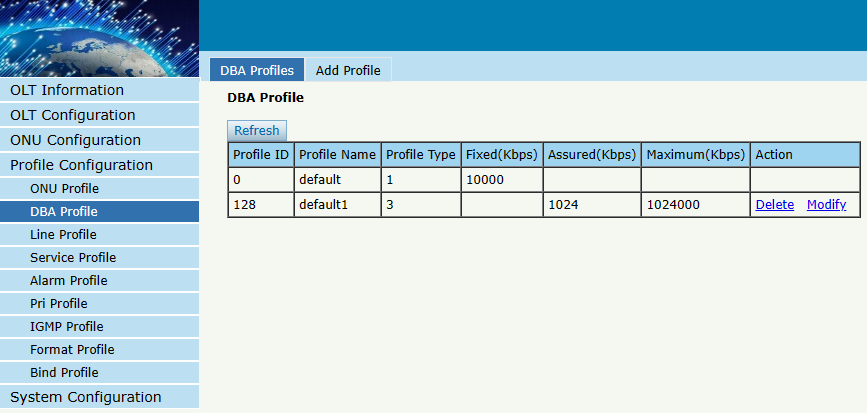 DBA Profiles Add Profile
OLT Information
OLT Configuration
ONU Configuration
Profile Configuration
ONU Profile
DBA Profile
Line Profile
Service Profile
Alarm Profile
Pri Profile
IGMP Profile
Format Profile
Bind Profile
System Configuration
DBA Profile
Refresh
Profile ID Profile Name Profile Type Fixed(Kbps) Assured(Kbps) Maximum(Kbps) Action
0 default 1 10000
128 default1 3 1024 1024000 Delete Modify